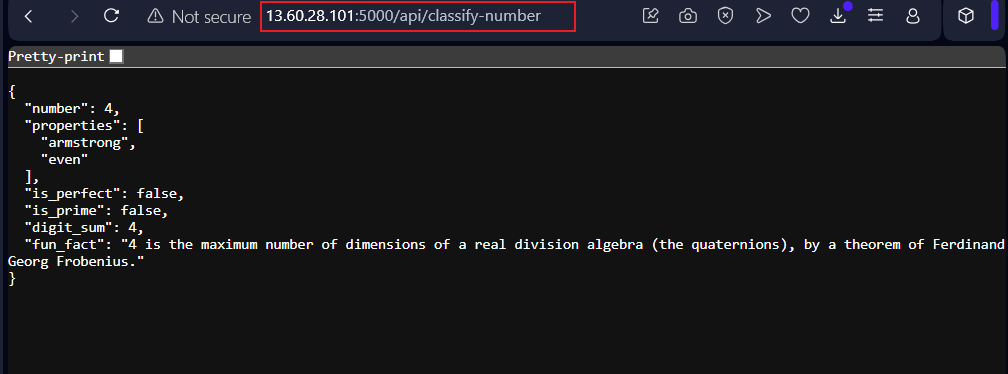 Not secure 13.60.28.101:5000/api/classify-number
Pretty-print
{
  "number": 4,
  "properties": [
    "armstrong",
    "even"
  ],
  "is_perfect": false,
  "is_prime": false,
  "digit_sum": 4,
  "fun_fact": "4 is the maximum number of dimensions of a real division algebra (the quaternions), by a theorem of Ferdinand
Georg Frobenius."
}